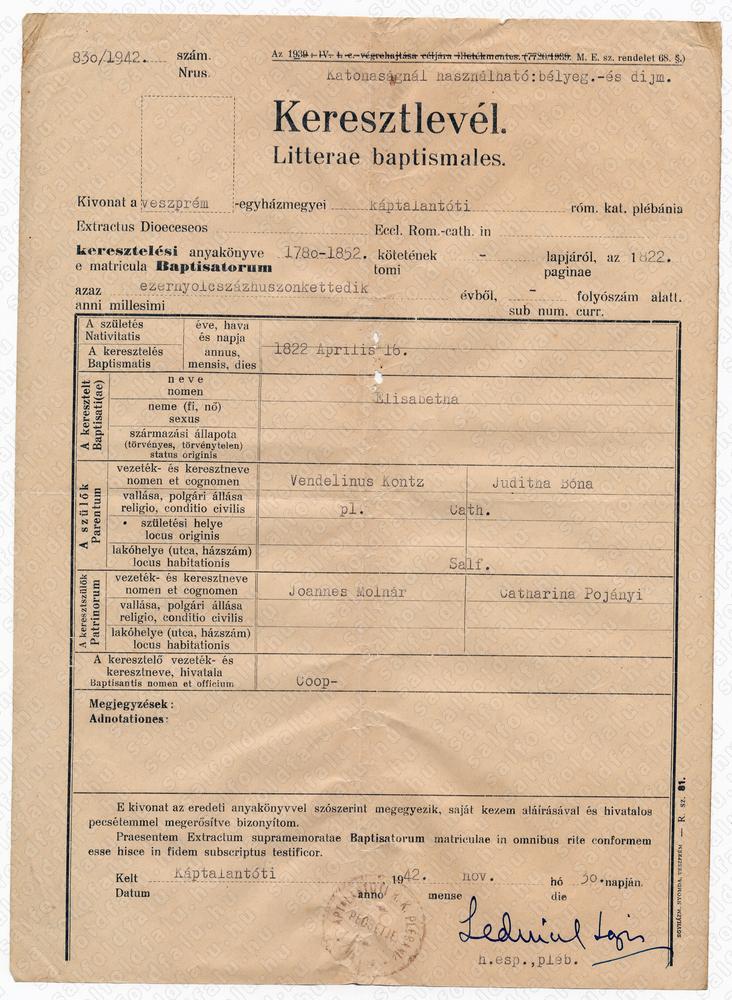 830/1942. szám.
Nrus.
Az 1939 : IV. t.-c. végrehajtása céljára illetékmentes. (7720/1939. M. E. sz. rendelet 68. §.)
Katonaságnál használható:bélyeg.-és díjm.
Keresztlevél.
Litterae baptismales.
Kivonat a veszprém -egyházmegyei káptalantóti róm. kat. plébánia
Extractus Dioeceseos Eccl. Rom.-cath. in
keresztelési anyakönyve 1780-1852. kötetének - lapjáról, az 1822.
e matricula Baptisatorum tomi paginae
azaz ezernyolcszázhuszonkettedik évből, - folyószám alatt.
anni millesimi sub num. curr.
A születés
Nativitatis
A keresztelés
Baptismatis
éve, hava
és napja
annus,
mensis, dies
1822 Április 16.
A keresztelt
Baptisati(ae)
neve
nomen
Elisabetha
neme (fi, nő)
sexus
származási állapota
(törvényes, törvénytelen)
status originis
A szülők
Parentum
vezeték- és keresztneve
nomen et cognomen
Vendelinus Kontz Juditha Bóna
vallása, polgári állása
religio, conditio civilis
pl. Cath.
születési helye
locus originis
lakóhelye (utca, házszám)
locus habitationis
Salf.
A keresztszülők
Patrinorum
vezeték- és keresztneve
nomen et cognomen
Joannes Molnár Catharina Pojányi
vallása, polgári állása
religio, conditio civilis
lakóhelye (utca, házszám)
locus habitationis
A keresztelő vezeték- és
keresztneve, hivatala
Baptisantis nomen et officium
Coop-
Megjegyzések :
Adnotationes :
E kivonat az eredeti anyakönyvvel szószerint megegyezik, saját kezem aláírásával és hivatalos
pecsétemmel megerősítve bizonyítom.
Praesentem Extractum supramemoratae Baptisatorum matriculae in omnibus rite conformem
esse hisce in fidem subscriptus testificor.
Kelt Káptalantóti 1942. nov. hó 30. napján.
Datum anno mense die
PECSÉTJE
h.esp.,pléb.
EGYHÁZM. NYOMDA, VESZPRÉM — R. sz. 81.